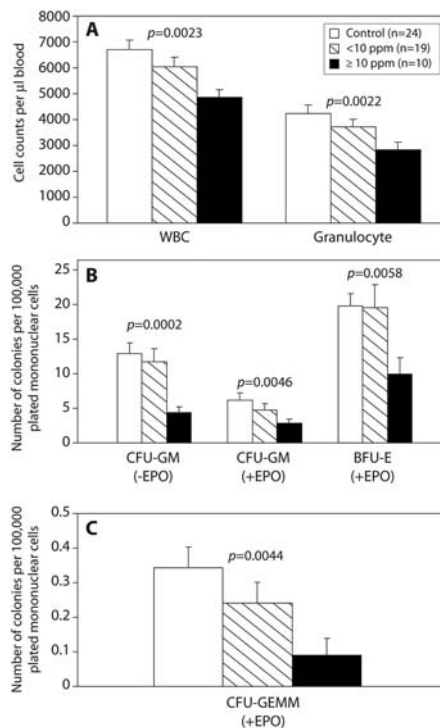 A
8000
7000
6000
5000
4000
3000
2000
1000
0
Cell counts per μl blood
p=0.0023
p=0.0022
Control (n=24)
<10 ppm (n=19)
≥ 10 ppm (n=10)
WBC
Granulocyte
B
20
15
10
5
0
Number of colonies per 100,000
plated mononuclear cells
p=0.0002
p=0.0046
p=0.0058
CFU-GM
(-EPO)
CFU-GM
(+EPO)
BFU-E
(+EPO)
C
0.5
0.4
0.3
0.2
0.1
0
Number of colonies per 100,000
plated mononuclear cells
p=0.0044
CFU-GEMM
(+EPO)